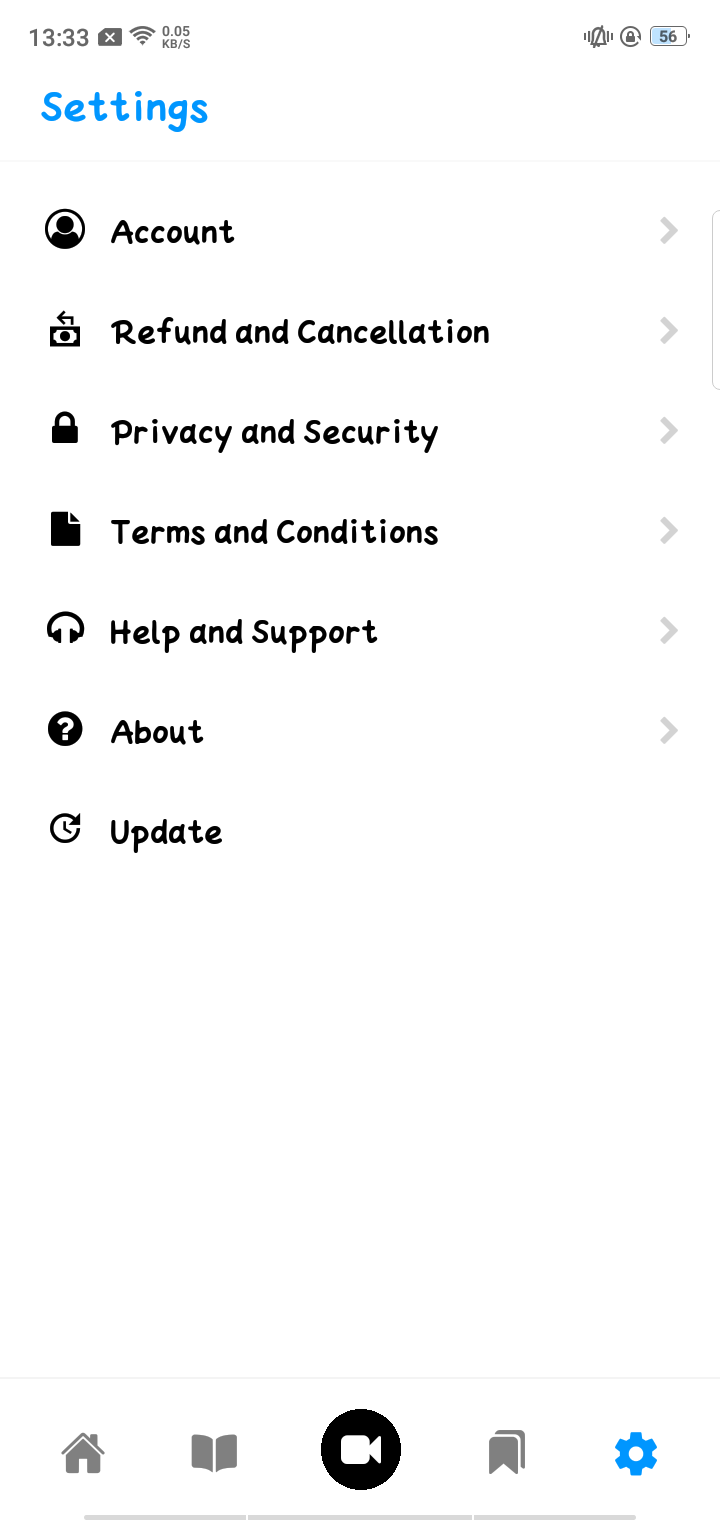 13:33 0.05 KB/S 56
Settings
Account
Refund and Cancellation
Privacy and Security
Terms and Conditions
Help and Support
About
Update